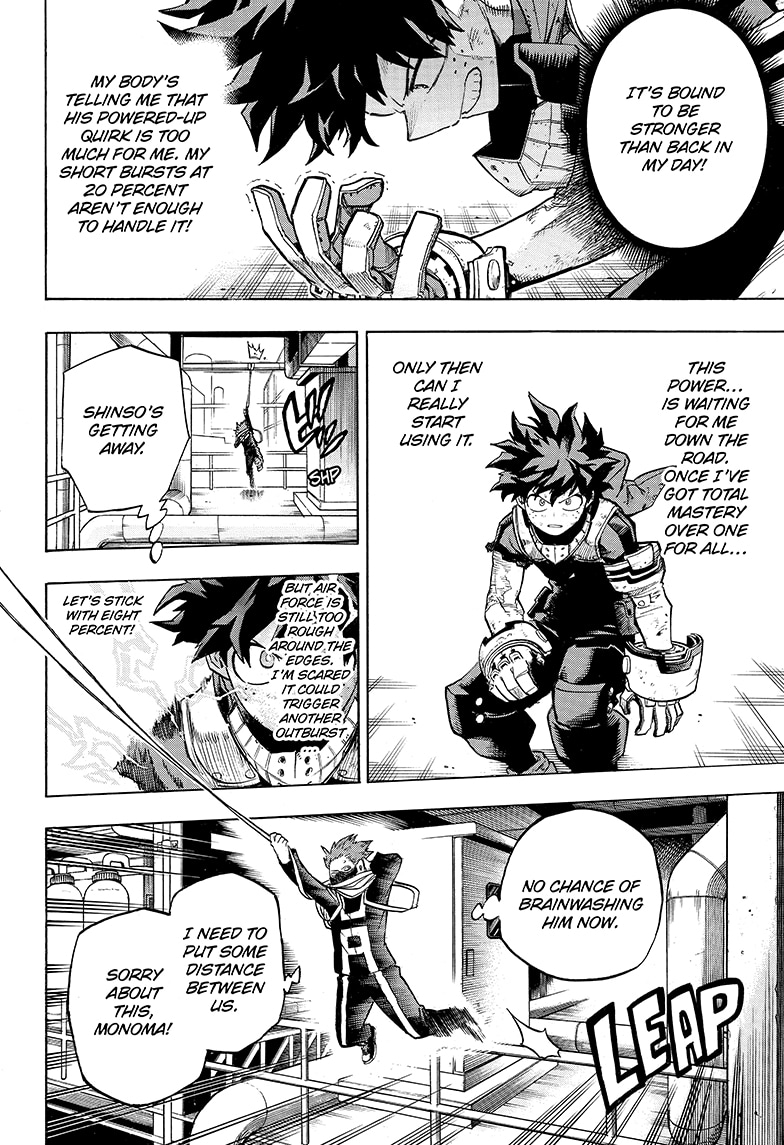 IT'S BOUND
TO BE
STRONGER
THAN BACK IN
MY DAY!
MY BODY'S
TELLING ME THAT
HIS POWERED-UP
QUIRK IS TOO
MUCH FOR ME. MY
SHORT BURSTS AT
20 PERCENT
AREN'T ENOUGH
TO HANDLE IT!
THIS
POWER...
IS WAITING
FOR ME
DOWN THE
ROAD.
ONCE I'VE
GOT TOTAL
MASTERY
OVER ONE
FOR ALL...
ONLY THEN
CAN I
REALLY
START
USING IT.
SHINSO'S
GETTING
AWAY.
SHP
BUT AIR
FORCE IS
STILL TOO
ROUGH
AROUND
THE
EDGES.
I'M SCARED
IT COULD
TRIGGER
ANOTHER
OUTBURST.
LET'S STICK
WITH EIGHT
PERCENT!
NO CHANCE OF
BRAINWASHING
HIM NOW.
LEAP
I NEED TO
PUT SOME
DISTANCE
BETWEEN
US.
SORRY
ABOUT
THIS,
MONOMA!